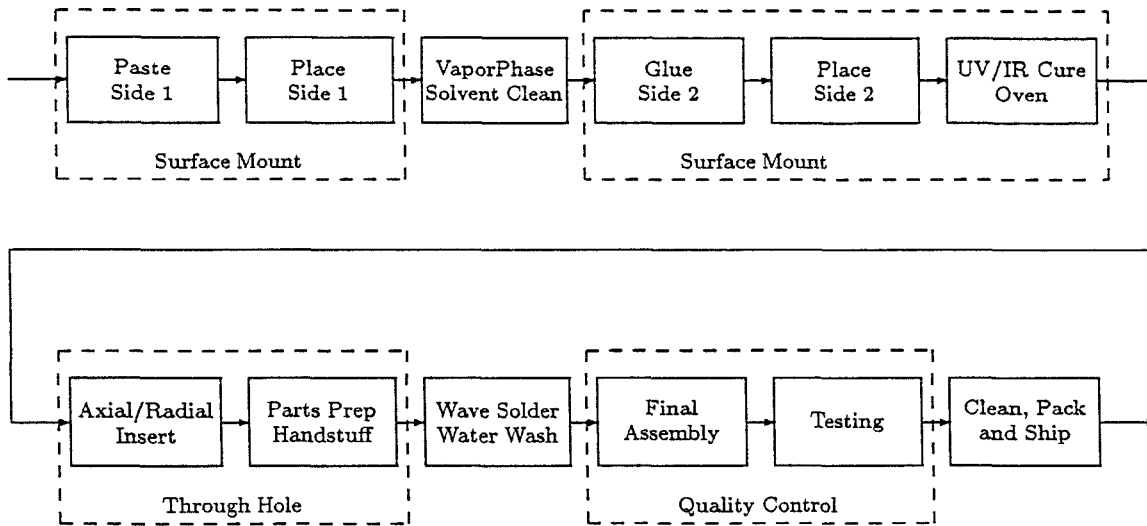 Paste
Side 1
Place
Side 1
VaporPhase
Solvent Clean
Glue
Side 2
Place
Side 2
UV/IR Cure
Oven
Surface Mount
Surface Mount
Axial/Radial
Insert
Parts Prep
Handstuff
Wave Solder
Water Wash
Final
Assembly
Testing
Clean, Pack
and Ship
Through Hole
Quality Control